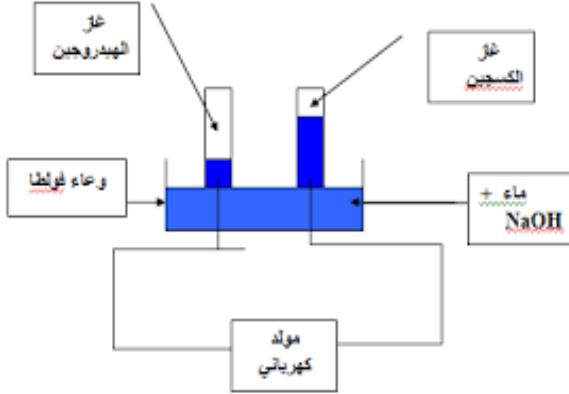 غاز
الهيدروجين
غاز
الكسجين
وعاء فولطا
ماء +
NaOH
مولد
كهربائي